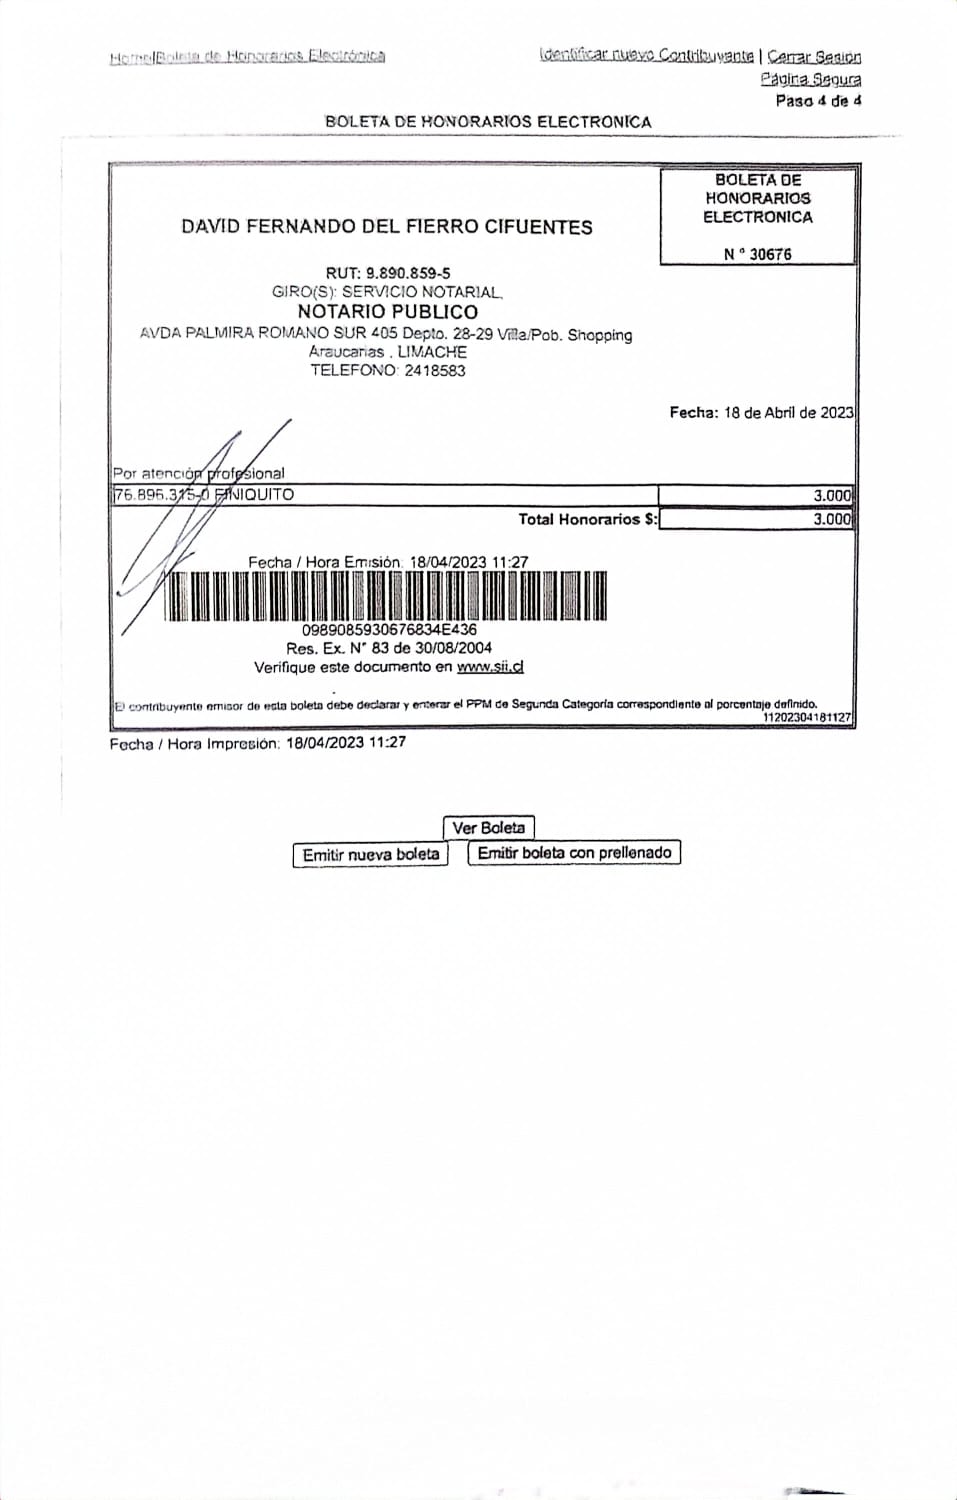 Home|Boleta de Honorarios Electrónica
Identificar nuevo Contribuyente | Cerrar Sesión
Página Segura
Paso 4 de 4
BOLETA DE HONORARIOS ELECTRONICA
BOLETA DE
HONORARIOS
ELECTRONICA
N ° 30676
DAVID FERNANDO DEL FIERRO CIFUENTES
RUT: 9.890.859-5
GIRO(S): SERVICIO NOTARIAL,
NOTARIO PUBLICO
AVDA PALMIRA ROMANO SUR 405 Depto. 28-29 Villa/Pob. Shopping
Araucarias , LIMACHE
TELEFONO: 2418583
Fecha: 18 de Abril de 2023
Por atención profesional
76.896.315-0 FINIQUITO 3.000
Total Honorarios $: 3.000
Fecha / Hora Emisión: 18/04/2023 11:27
0989085930676834E436
Res. Ex. N° 83 de 30/08/2004
Verifique este documento en www.sii.cl
El contribuyente emisor de esta boleta debe declarar y enterar el PPM de Segunda Categoría correspondiente al porcentaje definido.
11202304181127
Fecha / Hora Impresión: 18/04/2023 11:27
Ver Boleta
Emitir nueva boleta Emitir boleta con prellenado